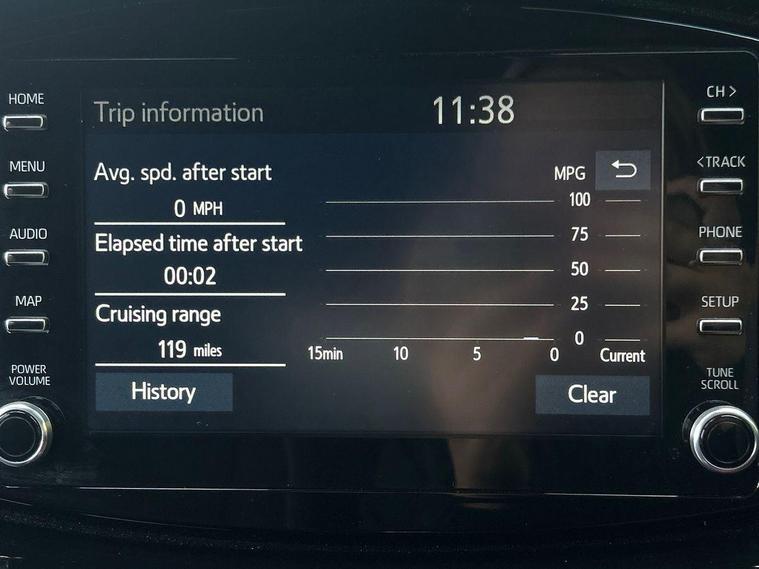 HOME
MENU
AUDIO
MAP
POWER
VOLUME
Trip information
11:38
Avg. spd. after start
0 MPH
Elapsed time after start
00:02
Cruising range
119 miles
History
MPG
100
75
50
25
0
15min 10 5 0 Current
Clear
CH >
< TRACK
PHONE
SETUP
TUNE
SCROLL